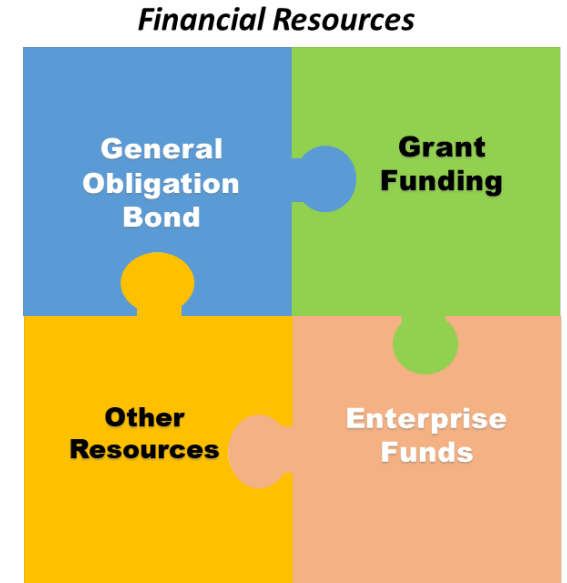 Financial Resources
General
Obligation
Bond
Grant
Funding
Other
Resources
Enterprise
Funds